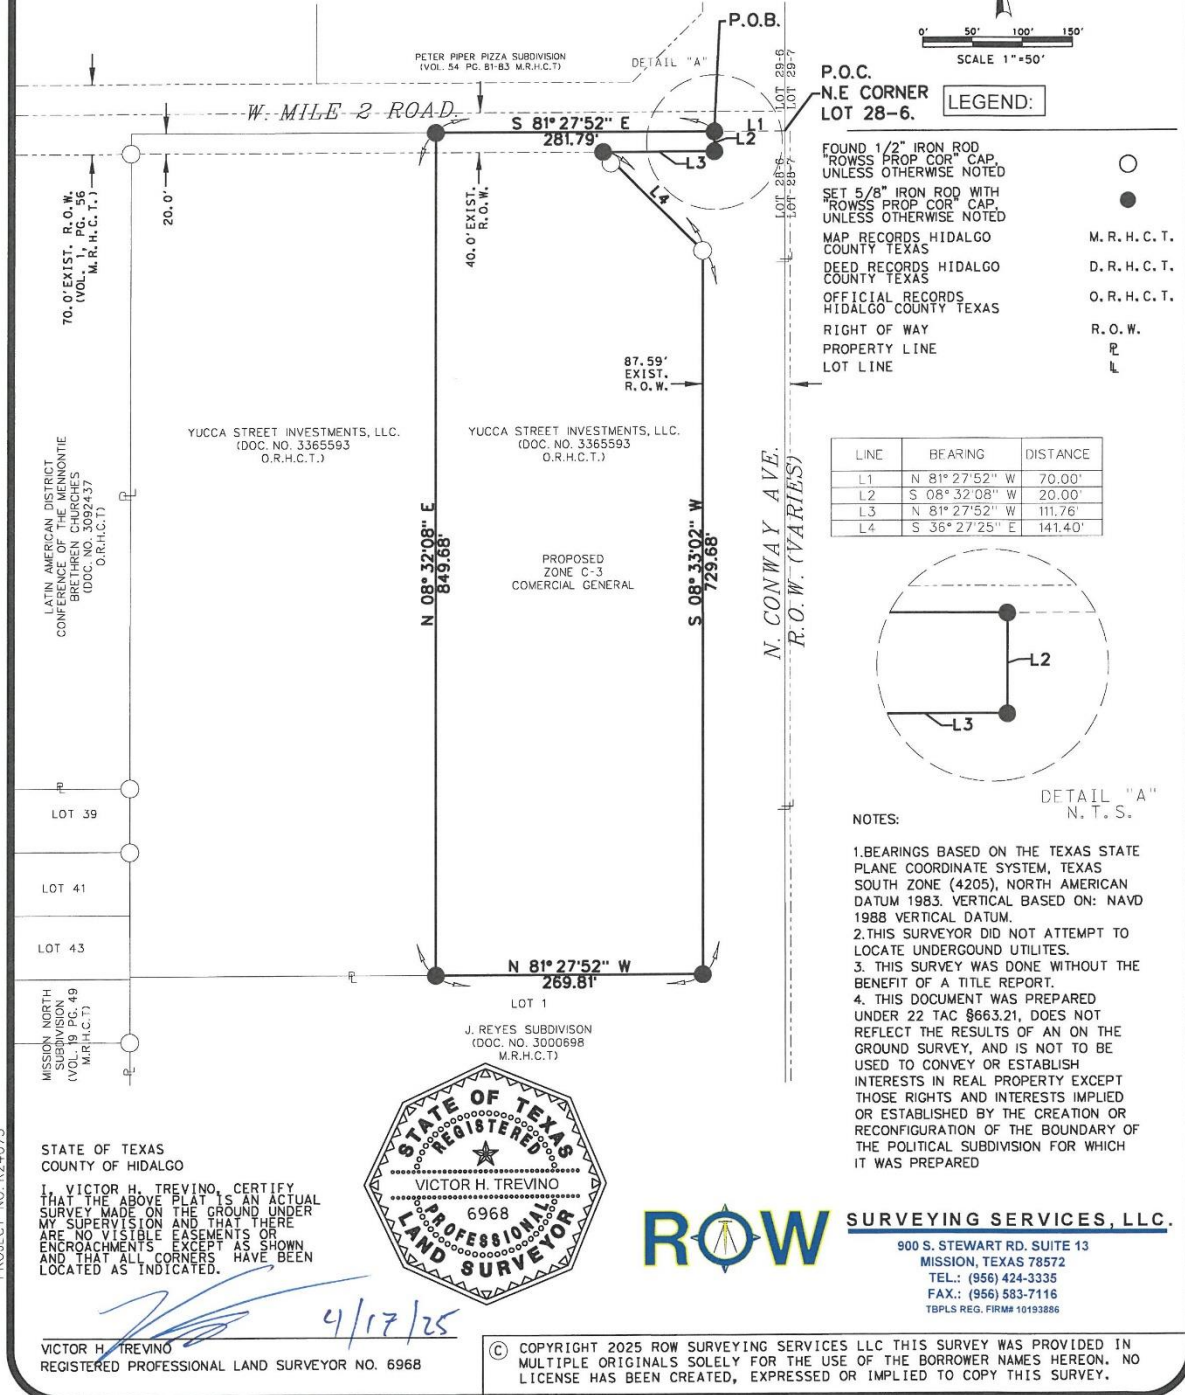 P.O.B.
PETER PIPER PIZZA SUBDIVISION
(VOL. 54 PG. 81-83 M.R.H.C.T)
DETAIL "A"
W. MILE 2 ROAD.
S 81° 27'52" E
281.79'
L1
L2
L3
L4
LOT 29-6
LOT 29-7
LOT 28-6
LOT 28-7
0' 50' 100' 150'
SCALE 1"=50'
P.O.C.
N.E CORNER
LOT 28-6.
LEGEND:
FOUND 1/2" IRON ROD
"ROWSS PROP COR" CAP,
UNLESS OTHERWISE NOTED
SET 5/8" IRON ROD WITH
"ROWSS PROP COR" CAP,
UNLESS OTHERWISE NOTED
MAP RECORDS HIDALGO
COUNTY TEXAS
M.R.H.C.T.
DEED RECORDS HIDALGO
COUNTY TEXAS
D.R.H.C.T.
OFFICIAL RECORDS
HIDALGO COUNTY TEXAS
O.R.H.C.T.
RIGHT OF WAY R.O.W.
PROPERTY LINE
LOT LINE
70.0' EXIST. R.O.W.
(VOL. 1, PG. 56
M.R.H.C.T.)
20.0'
40.0' EXIST.
R.O.W.
87.59'
EXIST.
R.O.W.
LATIN AMERICAN DISTRICT
CONFERENCE OF THE MENNONTIE
BRETHREN CHURCHES
(DOC. NO. 3092437
O.R.H.C.T)
YUCCA STREET INVESTMENTS, LLC.
(DOC. NO. 3365593
O.R.H.C.T.)
YUCCA STREET INVESTMENTS, LLC.
(DOC. NO. 3365593
O.R.H.C.T.)
N 08° 32'08" E
849.68'
PROPOSED
ZONE C-3
COMERCIAL GENERAL
S 08° 33'02" W
729.68'
N. CONWAY AVE.
R.O.W. (VARIES)
LINE BEARING DISTANCE
L1 N 81° 27'52" W 70.00'
L2 S 08° 32'08" W 20.00'
L3 N 81° 27'52" W 111.76'
L4 S 36° 27'25" E 141.40'
L2
L3
DETAIL "A"
N.T.S.
LOT 39
LOT 41
LOT 43
MISSION NORTH
SUBDIVISION
(VOL. 19 PG. 49
M.R.H.C.T)
N 81° 27'52" W
269.81'
LOT 1
J. REYES SUBDIVISON
(DOC. NO. 3000698
M.R.H.C.T)
NOTES:
1.BEARINGS BASED ON THE TEXAS STATE
PLANE COORDINATE SYSTEM, TEXAS
SOUTH ZONE (4205), NORTH AMERICAN
DATUM 1983. VERTICAL BASED ON: NAVD
1988 VERTICAL DATUM.
2.THIS SURVEYOR DID NOT ATTEMPT TO
LOCATE UNDERGOUND UTILITES.
3. THIS SURVEY WAS DONE WITHOUT THE
BENEFIT OF A TITLE REPORT.
4. THIS DOCUMENT WAS PREPARED
UNDER 22 TAC §663.21, DOES NOT
REFLECT THE RESULTS OF AN ON THE
GROUND SURVEY, AND IS NOT TO BE
USED TO CONVEY OR ESTABLISH
INTERESTS IN REAL PROPERTY EXCEPT
THOSE RIGHTS AND INTERESTS IMPLIED
OR ESTABLISHED BY THE CREATION OR
RECONFIGURATION OF THE BOUNDARY OF
THE POLITICAL SUBDIVISION FOR WHICH
IT WAS PREPARED
STATE OF TEXAS
COUNTY OF HIDALGO
I, VICTOR H. TREVINO, CERTIFY
THAT THE ABOVE PLAT IS AN ACTUAL
SURVEY MADE ON THE GROUND UNDER
MY SUPERVISION AND THAT THERE
ARE NO VISIBLE EASEMENTS OR
ENCROACHMENTS EXCEPT AS SHOWN
AND THAT ALL CORNERS HAVE BEEN
LOCATED AS INDICATED.
4/17/25
VICTOR H. TREVINO
REGISTERED PROFESSIONAL LAND SURVEYOR NO. 6968
STATE OF TEXAS
REGISTERED
VICTOR H. TREVINO
6968
PROFESSIONAL
LAND SURVEYOR
ROW
SURVEYING SERVICES, LLC.
900 S. STEWART RD. SUITE 13
MISSION, TEXAS 78572
TEL.: (956) 424-3335
FAX.: (956) 583-7116
TBPLS REG. FIRM# 10193886
© COPYRIGHT 2025 ROW SURVEYING SERVICES LLC THIS SURVEY WAS PROVIDED IN
MULTIPLE ORIGINALS SOLELY FOR THE USE OF THE BORROWER NAMES HEREON. NO
LICENSE HAS BEEN CREATED, EXPRESSED OR IMPLIED TO COPY THIS SURVEY.